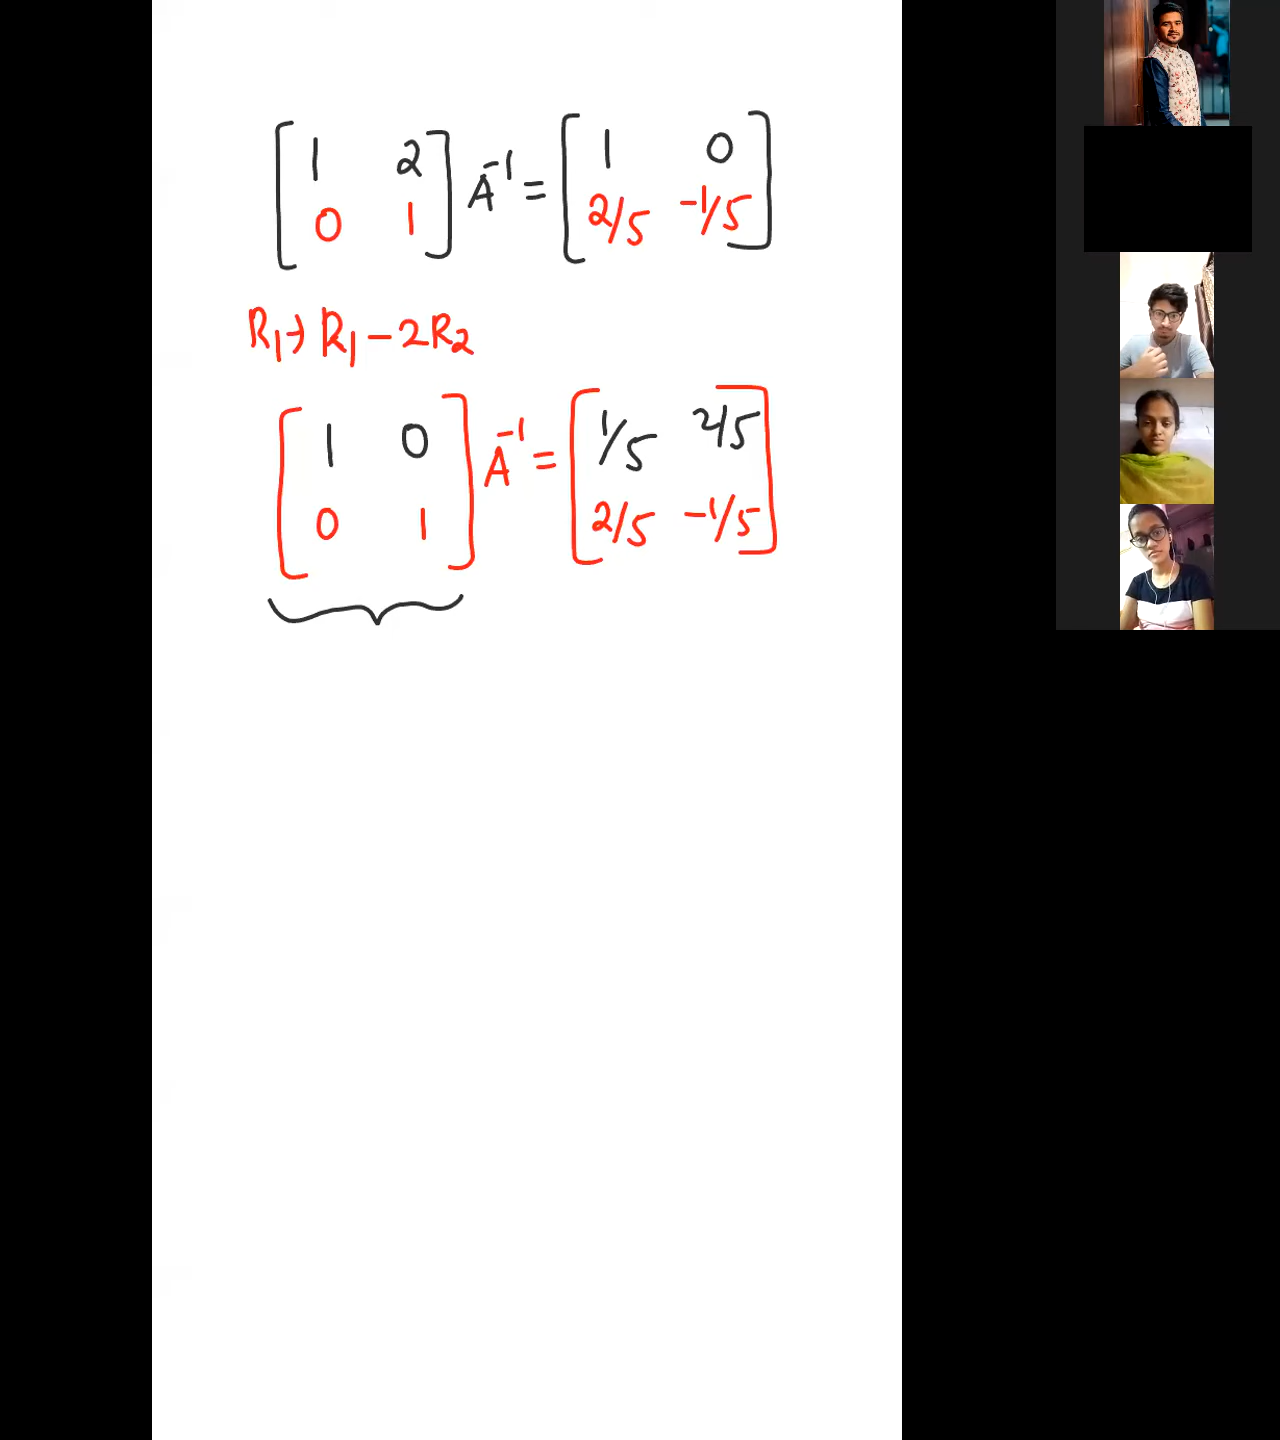 [1 2
0 1] A⁻¹ = [1 0
2/5 -1/5]
R₁→R₁-2R₂
[1 0
0 1] A⁻¹ = [1/5 2/5
2/5 -1/5]